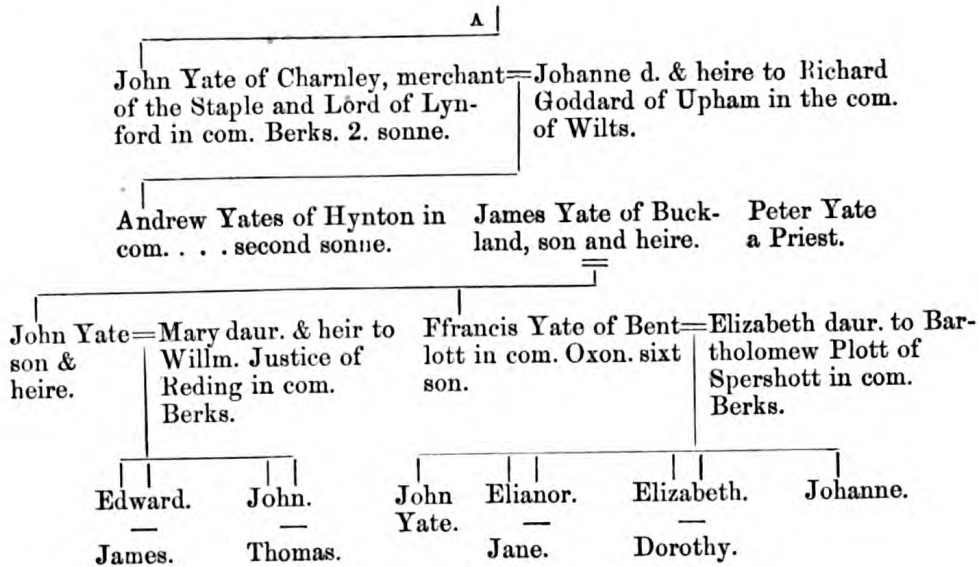 A
John Yate of Charnley, merchant=Johanne d. & heire to Richard
of the Staple and Lord of Lyn- Goddard of Upham in the com.
ford in com. Berks. 2. sonne. of Wilts.
Andrew Yates of Hynton in James Yate of Buck- Peter Yate
com. . . . second sonne. land, son and heire. a Priest.
=
John Yate=Mary daur. & heir to Ffrancis Yate of Bent=Elizabeth daur. to Bar-
son & Willm. Justice of lott in com. Oxon. sixt tholomew Plott of
heire. Reding in com. son. Spershott in com.
Berks. Berks.
Edward. John. John Elianor. Elizabeth. Johanne.
— — Yate. — —
James. Thomas. Jane. Dorothy.